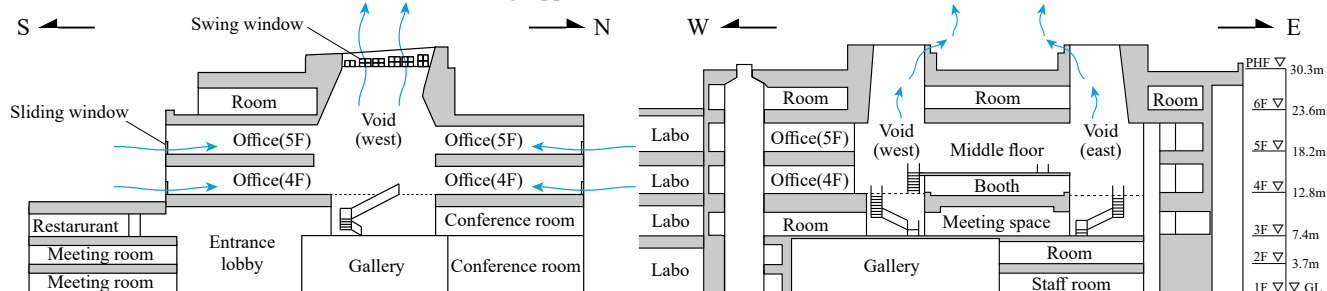 S
N
Swing window
Sliding window
Room
Void
(west)
Office(5F)
Office(5F)
Office(4F)
Office(4F)
Restarurant
Meeting room
Meeting room
Entrance
lobby
Gallery
Conference room
Conference room
W
E
Labo
Labo
Labo
Labo
Room
Room
Room
Office(5F)
Void
(west)
Middle floor
Void
(east)
Office(4F)
Booth
Room
Meeting space
Gallery
Room
Staff room
PHF ▽ 30.3m
6F ▽ 23.6m
5F ▽ 18.2m
4F ▽ 12.8m
3F ▽ 7.4m
2F ▽ 3.7m
1F ▽ ▽ GL